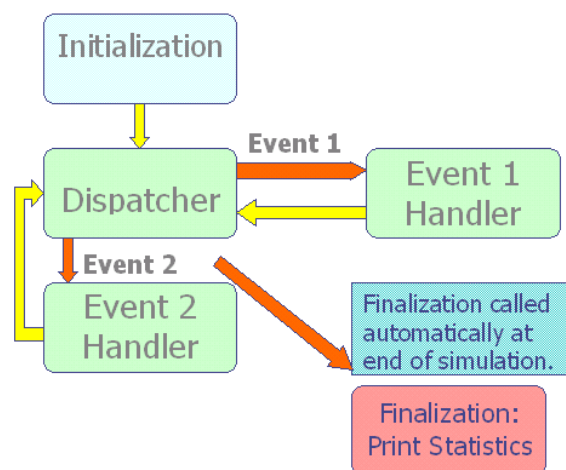 Initialization
Event 1
Dispatcher
Event 1
Handler
Event 2
Event 2
Handler
Finalization called
automatically at
end of simulation.
Finalization:
Print Statistics